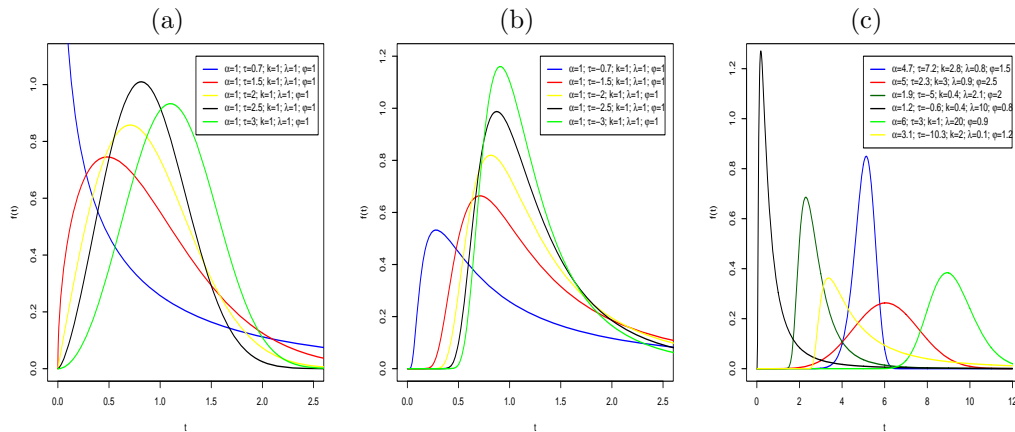 (a)
α=1; τ=0.7; k=1; λ=1; φ=1
α=1; τ=1.5; k=1; λ=1; φ=1
α=1; τ=2; k=1; λ=1; φ=1
α=1; τ=2.5; k=1; λ=1; φ=1
α=1; τ=3; k=1; λ=1; φ=1
f(t)
0.0 0.2 0.4 0.6 0.8 1.0
0.0 0.5 1.0 1.5 2.0 2.5
t
(b)
α=1; τ=−0.7; k=1; λ=1; φ=1
α=1; τ=−1.5; k=1; λ=1; φ=1
α=1; τ=−2; k=1; λ=1; φ=1
α=1; τ=−2.5; k=1; λ=1; φ=1
α=1; τ=−3; k=1; λ=1; φ=1
f(t)
0.0 0.2 0.4 0.6 0.8 1.0 1.2
0.0 0.5 1.0 1.5 2.0 2.5
t
(c)
α=4.7; τ=7.2; k=2.8; λ=0.8; φ=1.5
α=5; τ=2.3; k=3; λ=0.9; φ=2.5
α=1.9; τ=−5; k=0.4; λ=2.1; φ=2
α=1.2; τ=−0.6; k=0.4; λ=10; φ=0.8
α=6; τ=3; k=1; λ=20; φ=0.9
α=3.1; τ=−10.3; k=2; λ=0.1; φ=1.2
f(t)
0.0 0.2 0.4 0.6 0.8 1.0 1.2
0 2 4 6 8 10 12
t